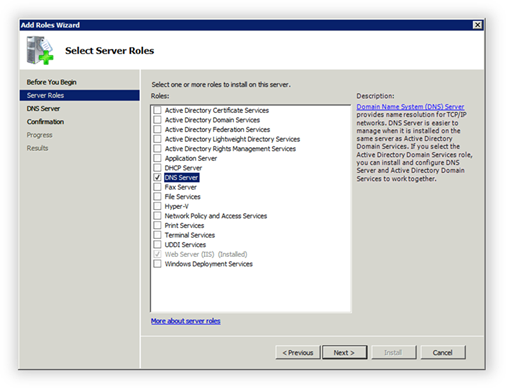 Add Roles Wizard
Select Server Roles
Before You Begin
Server Roles
DNS Server
Confirmation
Progress
Results
Select one or more roles to install on this server.
Roles:
Active Directory Certificate Services
Active Directory Domain Services
Active Directory Federation Services
Active Directory Lightweight Directory Services
Active Directory Rights Management Services
Application Server
DHCP Server
DNS Server
Fax Server
File Services
Hyper-V
Network Policy and Access Services
Print Services
Terminal Services
UDDI Services
Web Server (IIS) (Installed)
Windows Deployment Services
More about server roles
Description:
Domain Name System (DNS) Server
provides name resolution for TCP/IP
networks. DNS Server is easier to
manage when it is installed on the
same server as Active Directory
Domain Services. If you select the
Active Directory Domain Services role,
you can install and configure DNS
Server and Active Directory Domain
Services to work together.
< Previous
Next >
Install
Cancel